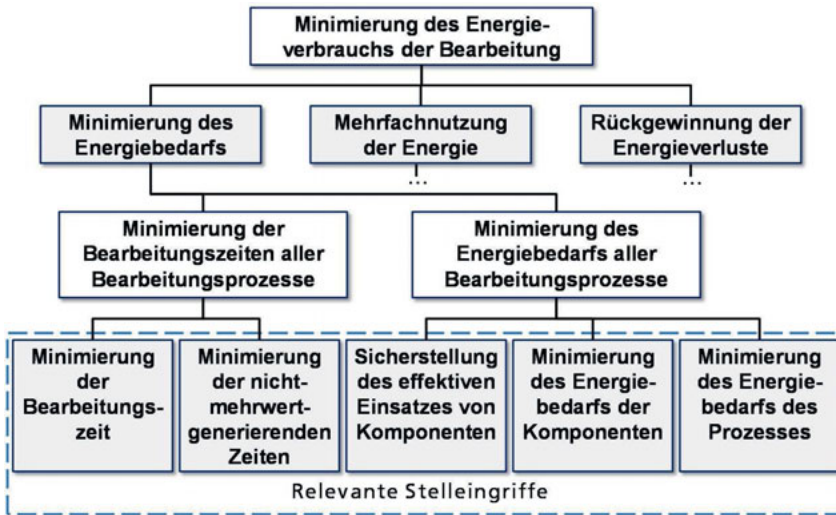 Minimierung des Energie-
verbrauchs der Bearbeitung
Minimierung des
Energiebedarfs
Mehrfachnutzung
der Energie
...
Rückgewinnung der
Energieverluste
...
Minimierung der
Bearbeitungszeiten aller
Bearbeitungsprozesse
Minimierung des
Energiebedarfs aller
Bearbeitungsprozesse
Minimierung
der
Bearbeitungs-
zeit
Minimierung
der nicht-
mehrwert-
generierenden
Zeiten
Sicherstellung
des effektiven
Einsatzes von
Komponenten
Minimierung
des Energie-
bedarfs der
Komponenten
Minimierung
des Energie-
bedarfs des
Prozesses
Relevante Stelleingriffe